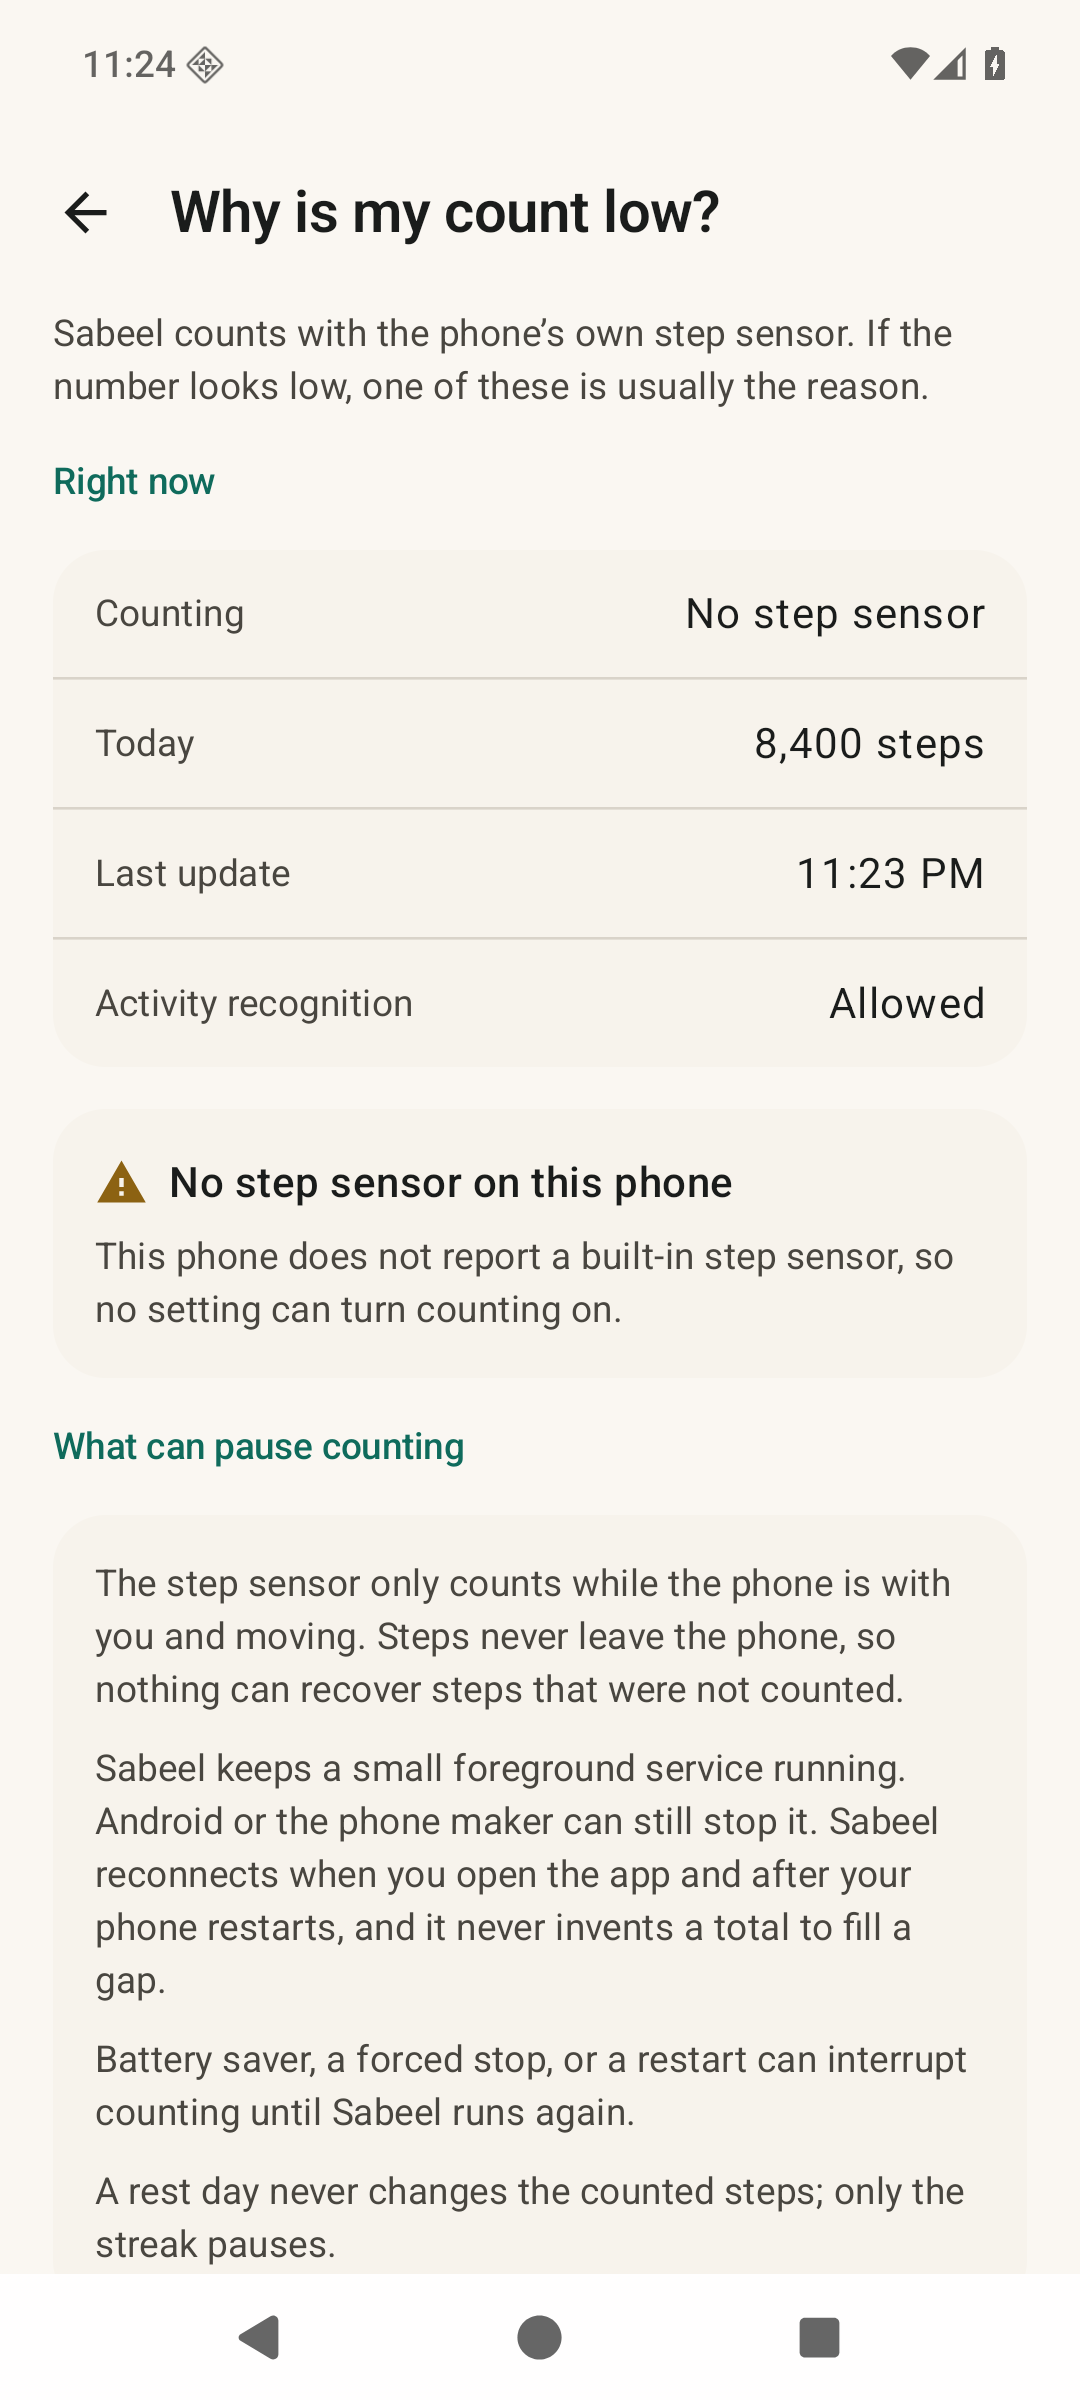 11:24
Why is my count low?
Sabeel counts with the phone’s own step sensor. If the
number looks low, one of these is usually the reason.
Right now
Counting No step sensor
Today 8,400 steps
Last update 11:23 PM
Activity recognition Allowed
No step sensor on this phone
This phone does not report a built-in step sensor, so
no setting can turn counting on.
What can pause counting
The step sensor only counts while the phone is with
you and moving. Steps never leave the phone, so
nothing can recover steps that were not counted.
Sabeel keeps a small foreground service running.
Android or the phone maker can still stop it. Sabeel
reconnects when you open the app and after your
phone restarts, and it never invents a total to fill a
gap.
Battery saver, a forced stop, or a restart can interrupt
counting until Sabeel runs again.
A rest day never changes the counted steps; only the
streak pauses.